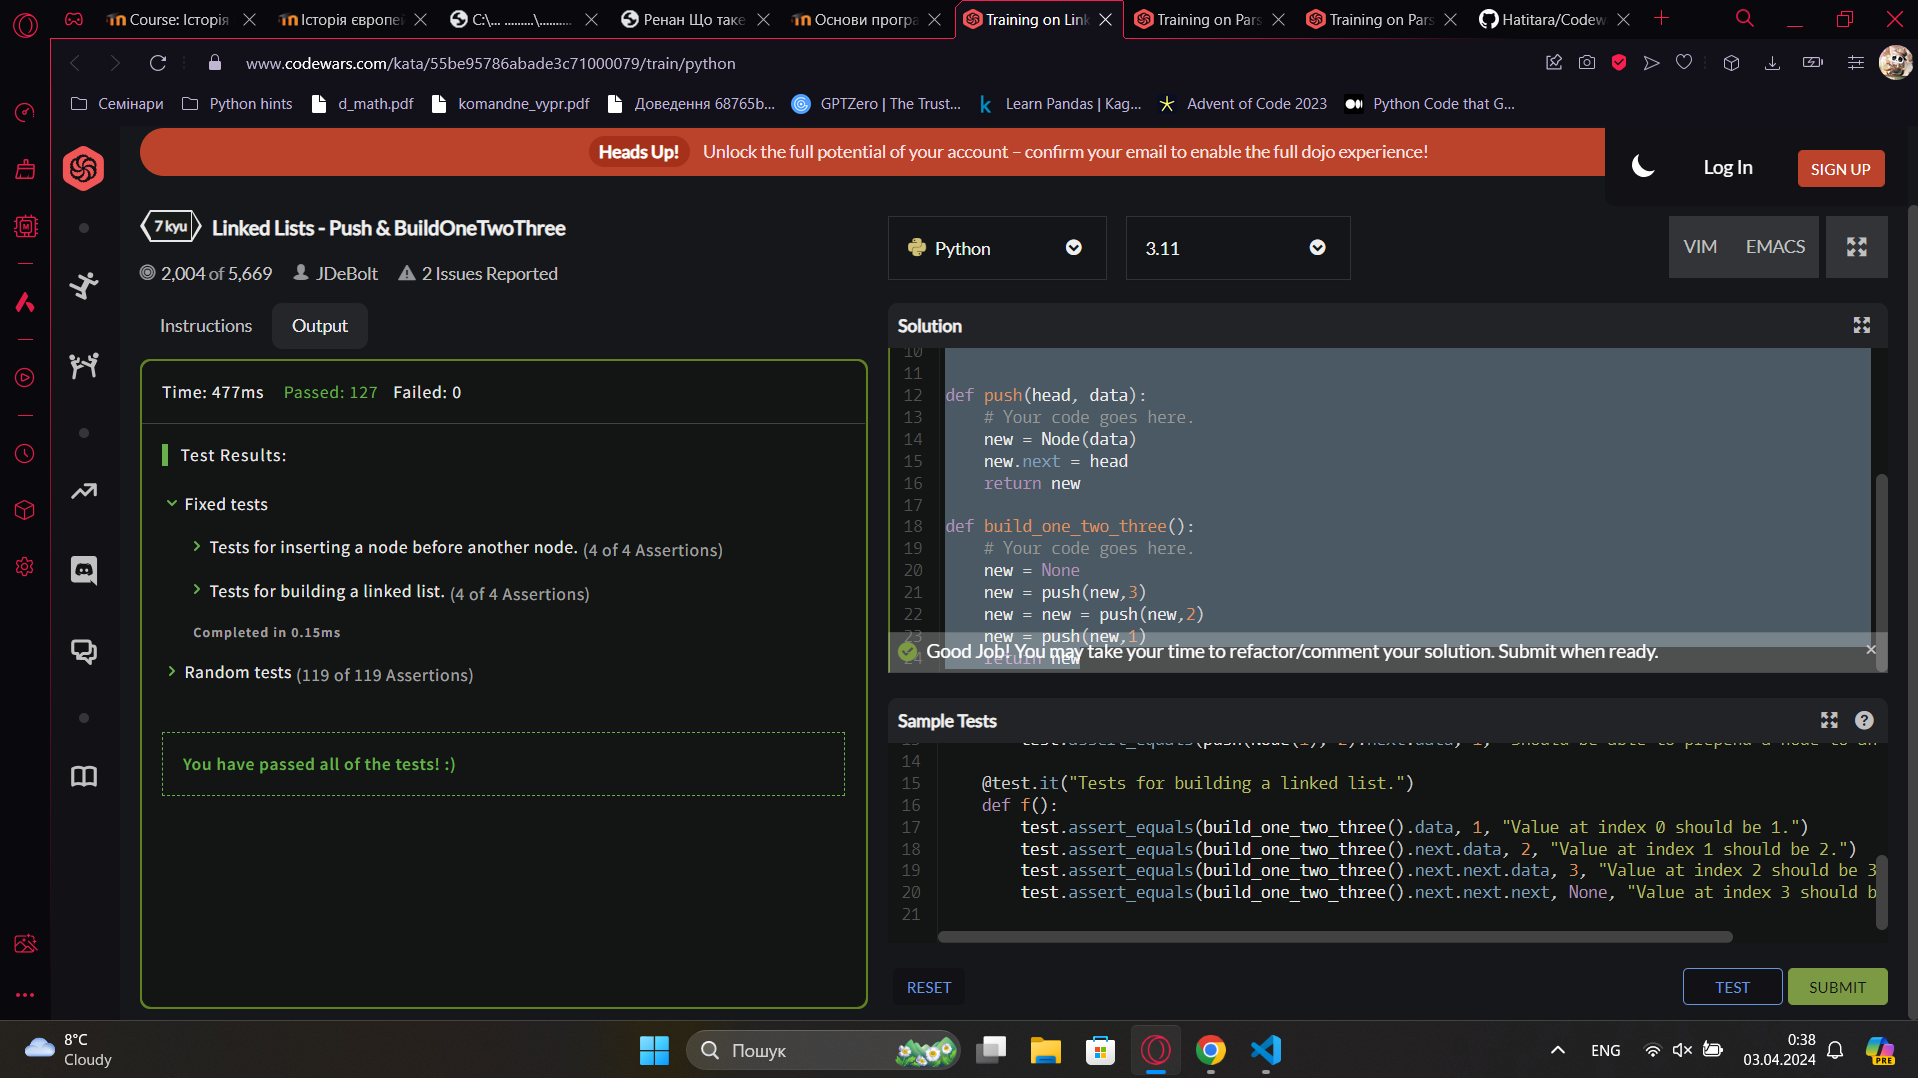 Course: Історія
Історія європей
C:\... .........\..........
Ренан Що таке
Основи програ
Training on Link
Training on Pars
Training on Pars
Hatitara/Codew
www.codewars.com/kata/55be95786abade3c71000079/train/python
Семінари
Python hints
d_math.pdf
komandne_vypr.pdf
Доведення 68765b...
GPTZero | The Trust...
Learn Pandas | Kag...
Advent of Code 2023
Python Code that G...
Heads Up! Unlock the full potential of your account – confirm your email to enable the full dojo experience!
Log In
SIGN UP
7 kyu
Linked Lists - Push & BuildOneTwoThree
2,004 of 5,669 JDeBolt 2 Issues Reported
Python
3.11
VIM EMACS
Instructions
Output
Time: 477ms Passed: 127 Failed: 0
Test Results:
Fixed tests
Tests for inserting a node before another node. (4 of 4 Assertions)
Tests for building a linked list. (4 of 4 Assertions)
Completed in 0.15ms
Random tests (119 of 119 Assertions)
You have passed all of the tests! :)
Solution
10
11
12 def push(head, data):
13 # Your code goes here.
14 new = Node(data)
15 new.next = head
16 return new
17
18 def build_one_two_three():
19 # Your code goes here.
20 new = None
21 new = push(new,3)
22 new = new = push(new,2)
23 new = push(new,1)
24 return new
Good Job! You may take your time to refactor/comment your solution. Submit when ready.
Sample Tests
13 test.assert_equals(push(Node(1), 2).next.data, 1, "Should be able to prepend a node to an
14
15 @test.it("Tests for building a linked list.")
16 def f():
17 test.assert_equals(build_one_two_three().data, 1, "Value at index 0 should be 1.")
18 test.assert_equals(build_one_two_three().next.data, 2, "Value at index 1 should be 2.")
19 test.assert_equals(build_one_two_three().next.next.data, 3, "Value at index 2 should be 3
20 test.assert_equals(build_one_two_three().next.next.next, None, "Value at index 3 should b
21
RESET
TEST
SUBMIT
8°C
Cloudy
Пошук
ENG
0:38
03.04.2024
PRE